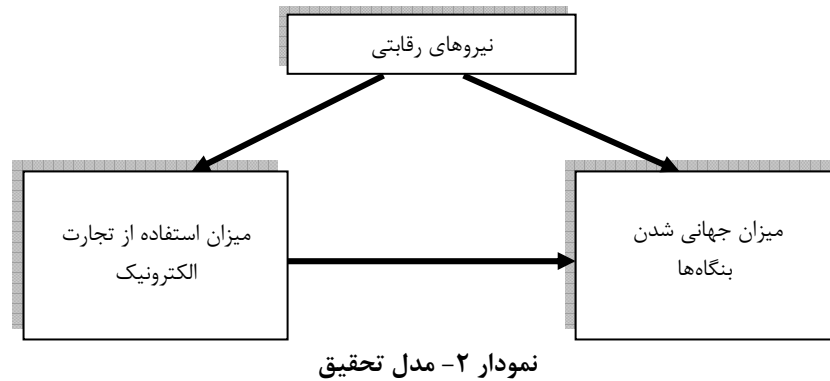 نیروهای رقابتی
میزان جهانی شدن
بنگاه‌ها
میزان استفاده از تجارت
الکترونیک
نمودار ۲- مدل تحقیق